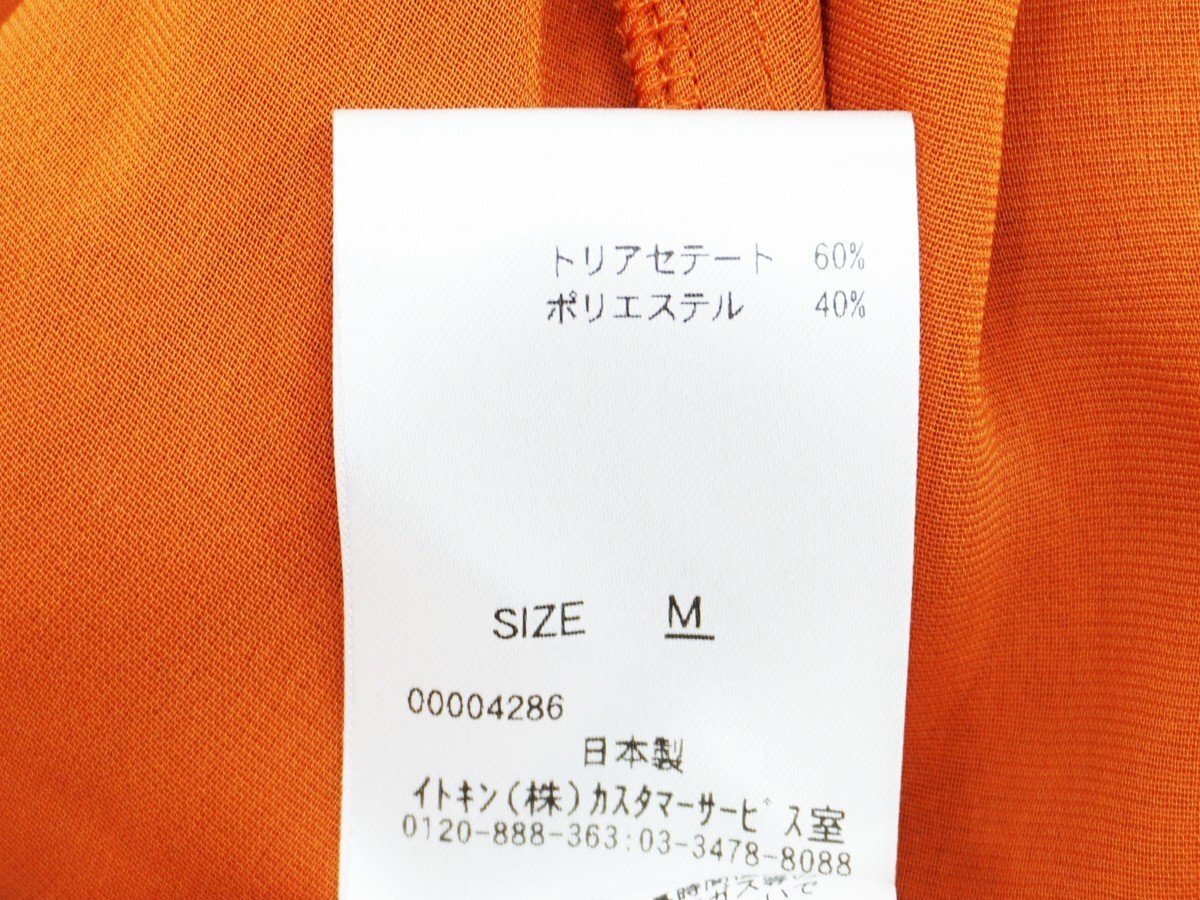 トリアセテート 60%
ポリエステル 40%
SIZE M
00004286
日本製
イトキン(株)カスタマーサービス室
0120-888-363:03-3478-8088